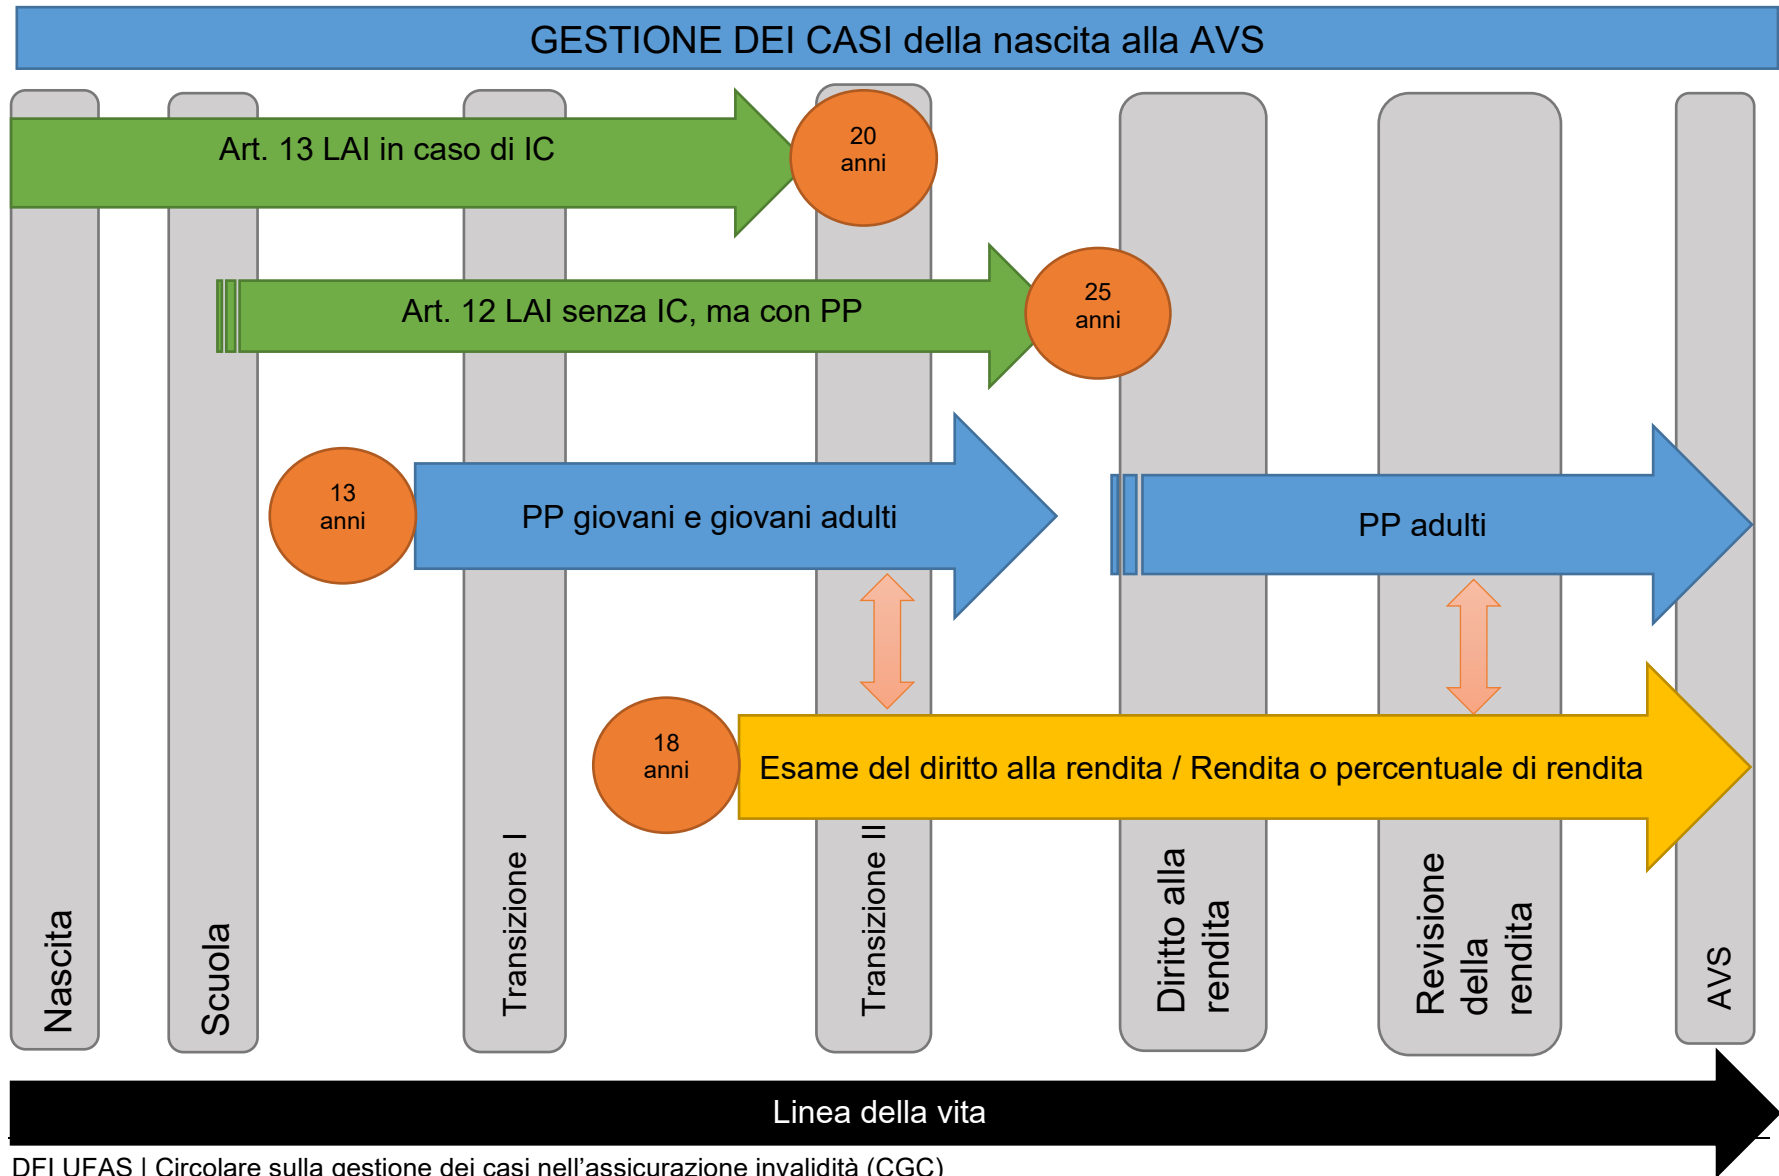 GESTIONE DEI CASI della nascita alla AVS
Art. 13 LAI in caso di IC
20
anni
Art. 12 LAI senza IC, ma con PP
25
anni
13
anni
PP giovani e giovani adulti
PP adulti
18
anni
Esame del diritto alla rendita / Rendita o percentuale di rendita
Nascita
Scuola
Transizione I
Transizione II
Diritto alla
rendita
Revisione
della
rendita
AVS
Linea della vita
DFI UFAS | Circolare sulla gestione dei casi nell'assicurazione invalidità (CGC)